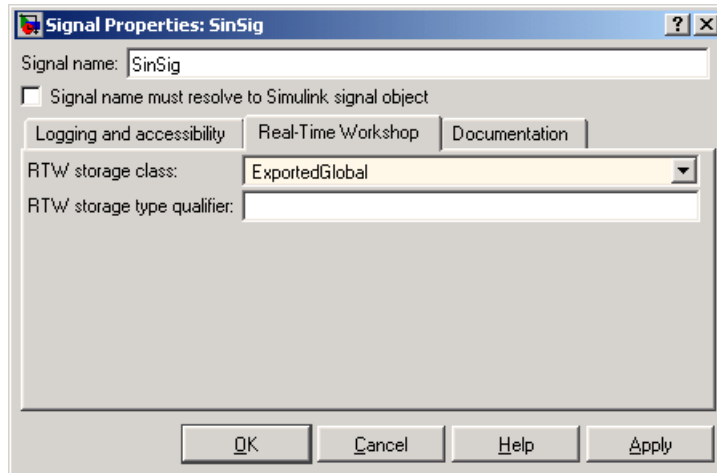 Signal Properties: SinSig
Signal name: SinSig
Signal name must resolve to Simulink signal object
Logging and accessibility Real-Time Workshop Documentation
RTW storage class: ExportedGlobal
RTW storage type qualifier:
OK Cancel Help Apply